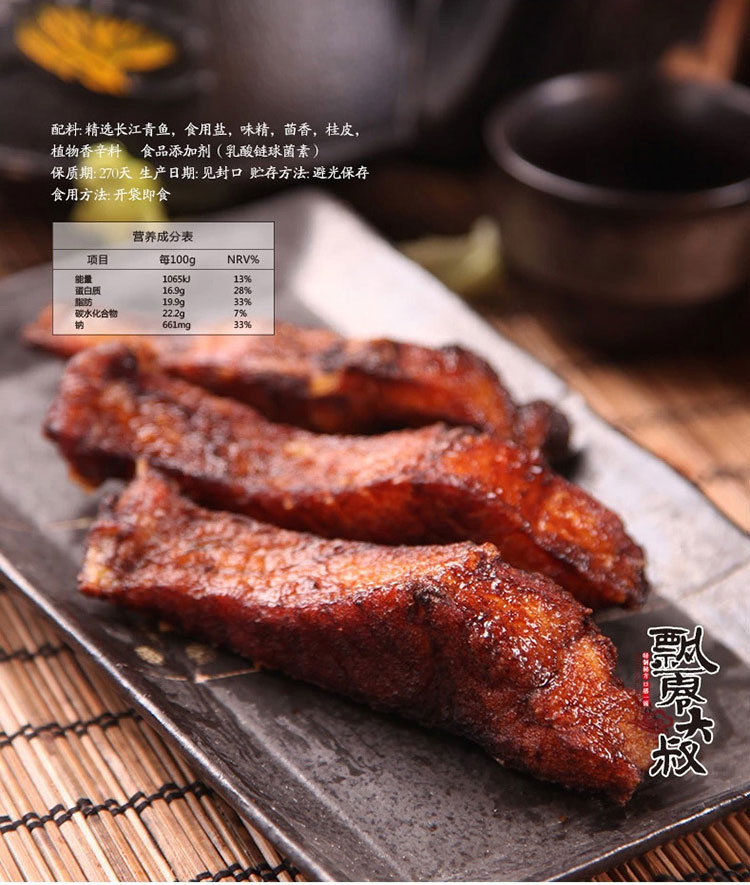 配料: 精选长江青鱼，食用盐，味精，茴香，桂皮，
植物香辛料 食品添加剂（乳酸链球菌素）
保质期: 270天 生产日期: 见封口 贮存方法: 避光保存
食用方法: 开袋即食
营养成分表
项目 每100g NRV%
能量 1065kJ 13%
蛋白质 16.9g 28%
脂肪 19.9g 33%
碳水化合物 22.2g 7%
钠 661mg 33%
飘零大叔